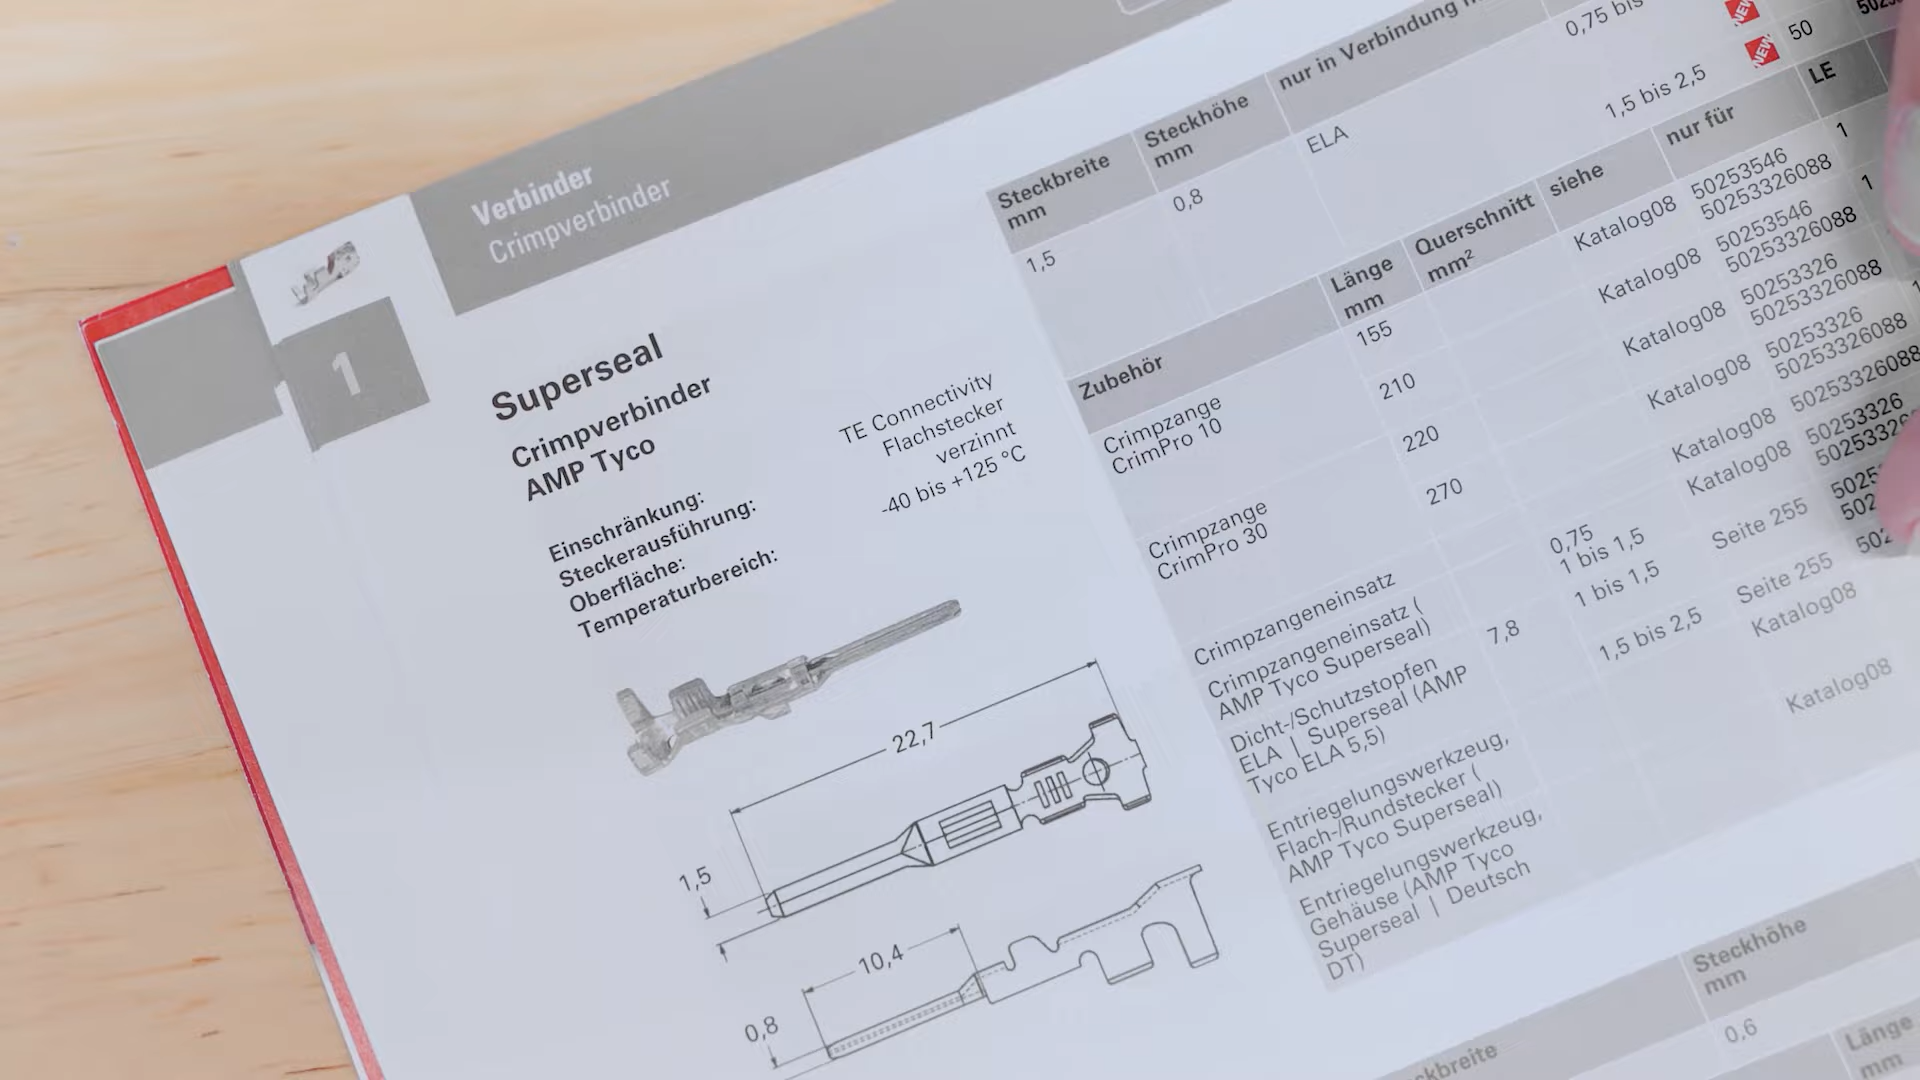 Verbinder
Crimpverbinder
1
Superseal
Crimpverbinder
AMP Tyco
Einschränkung: TE Connectivity
Steckerausführung: Flachstecker
Oberfläche: verzinnt
Temperaturbereich: -40 bis +125 °C
22,7
1,5
10,4
0,8
Steckbreite
mm
Steckhöhe
mm
nur in Verbindung
1,5
0,8
ELA
0,75 bis
NEW
1,5 bis 2,5
NEW
50
Zubehör
Länge
mm
Querschnitt
mm²
siehe
nur für
LE
Crimpzange
CrimPro 10
155
Katalog08
50253546
50253326088
1
210
Katalog08
50253546
50253326088
1
Crimpzange
CrimPro 30
220
Katalog08
50253326
50253326088
270
Katalog08
50253326
50253326088
Crimpzangeneinsatz
0,75
1 bis 1,5
Katalog08
50253326088
Crimpzangeneinsatz (
AMP Tyco Superseal)
1 bis 1,5
Katalog08
50253326
Dicht-/Schutzstopfen
ELA | Superseal (AMP
Tyco ELA 5,5)
7,8
1,5 bis 2,5
Seite 255
Seite 255
Entriegelungswerkzeug,
Flach-/Rundstecker (
AMP Tyco Superseal)
Katalog08
Entriegelungswerkzeug,
Gehäuse (AMP Tyco
Superseal | Deutsch
DT)
Katalog08
Steckhöhe
mm
0,6
Länge
mm